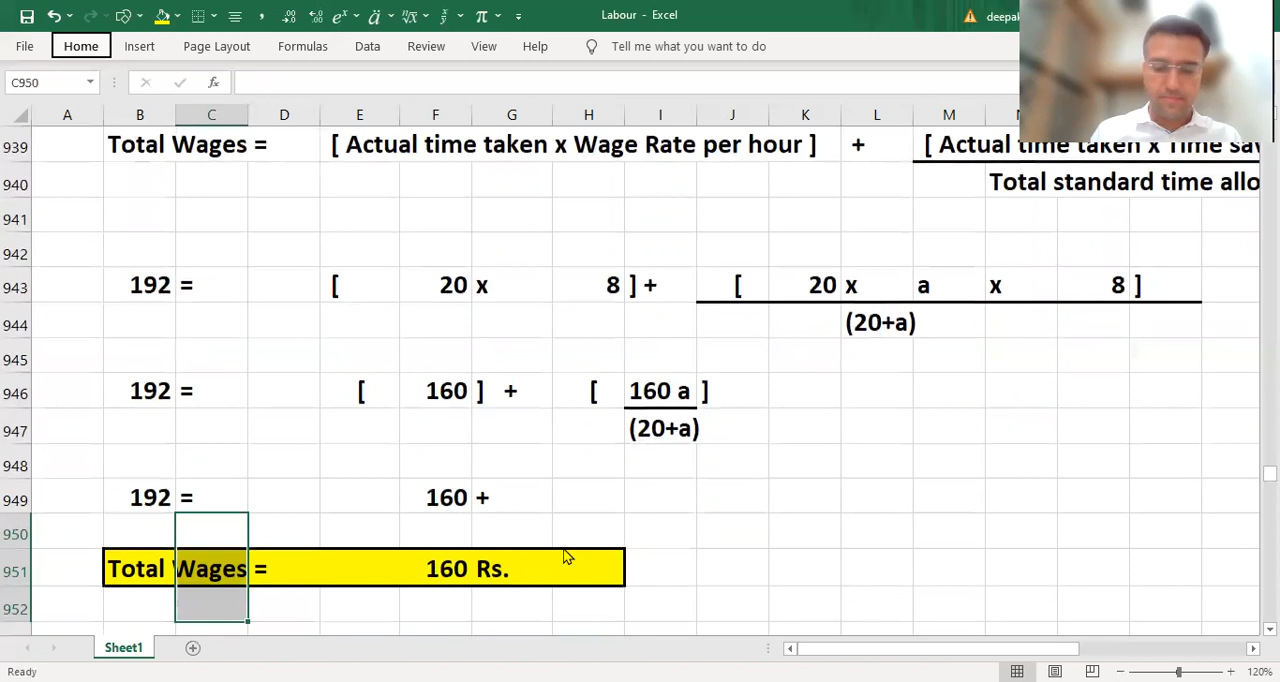 Labour - Excel
deepak
File Home Insert Page Layout Formulas Data Review View Help Tell me what you want to do
C950
fx
A B C D E F G H I J K L M
939 Total Wages = [ Actual time taken x Wage Rate per hour ] + [ Actual time taken x Time
940 Total standard time allo
941
942
943 192 = [ 20 x 8 ] + [ 20 x a x 8 ]
944 (20+a)
945
946 192 = [ 160 ] + [ 160 a ]
947 (20+a)
948
949 192 = 160 +
950
951 Total Wages = 160 Rs.
952
Sheet1
Ready 120%